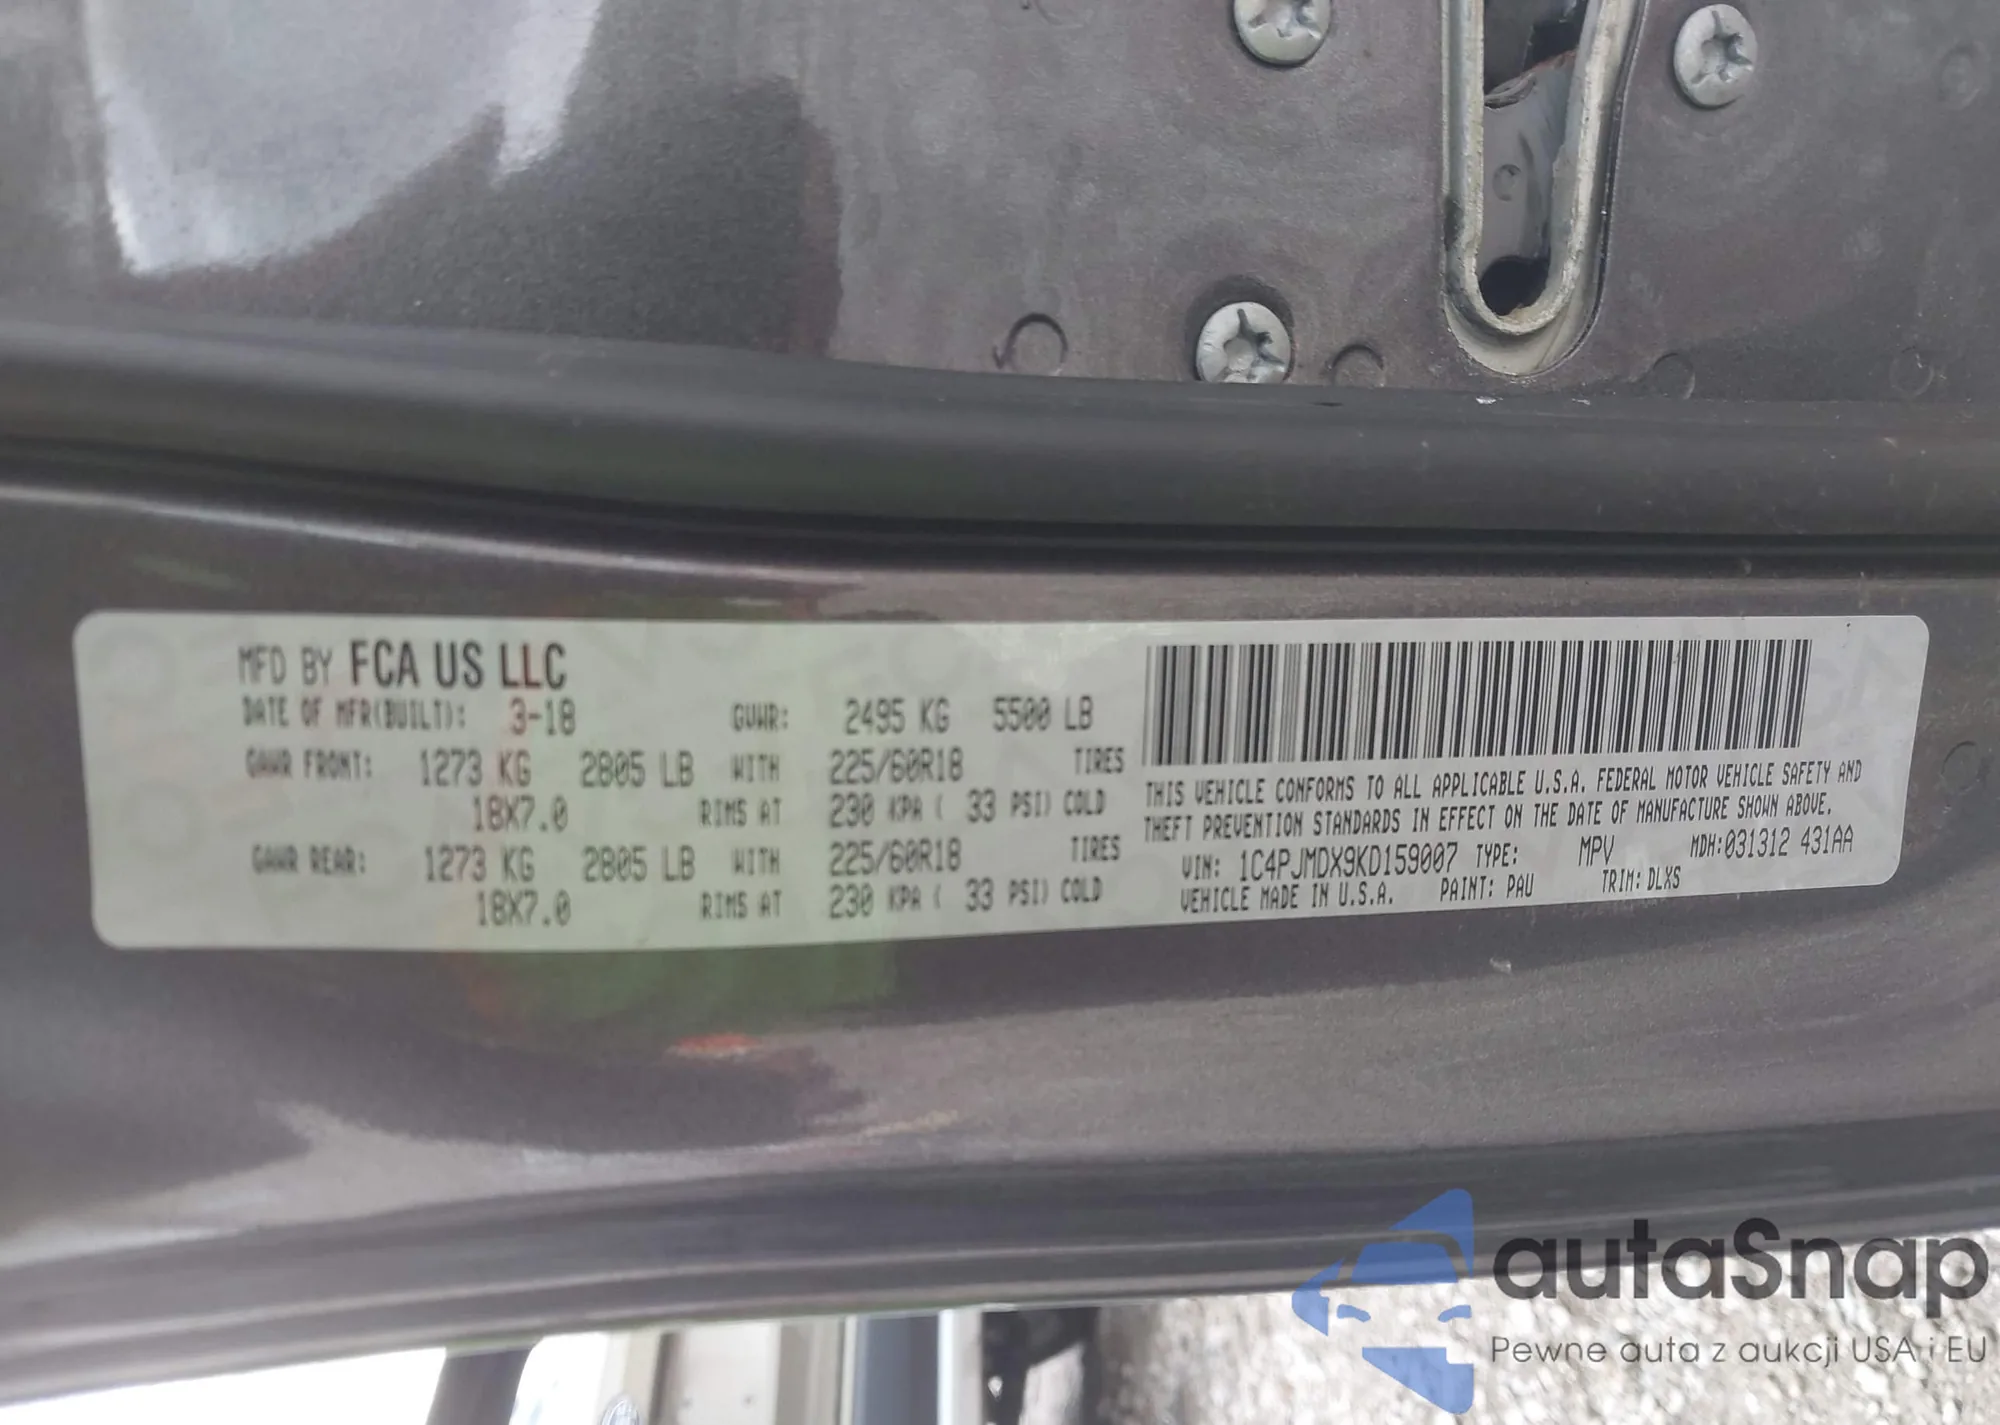 MFD BY FCA US LLC
DATE OF MFR(BUILT): 3-18 GVWR: 2495 KG 5500 LB
GAWR FRONT: 1273 KG 2805 LB WITH 225/60R18 TIRES
18X7.0 RIMS AT 230 KPA ( 33 PSI) COLD
GAWR REAR: 1273 KG 2805 LB WITH 225/60R18 TIRES
18X7.0 RIMS AT 230 KPA ( 33 PSI) COLD
THIS VEHICLE CONFORMS TO ALL APPLICABLE U.S.A. FEDERAL MOTOR VEHICLE SAFETY AND
THEFT PREVENTION STANDARDS IN EFFECT ON THE DATE OF MANUFACTURE SHOWN ABOVE.
VIN: 1C4PJMDX9KD159007 TYPE: MPV MDH:031312 431AA
VEHICLE MADE IN U.S.A. PAINT: PAU TRIM: DLXS
autaSnap
Pewne auta z aukcji USA i EU